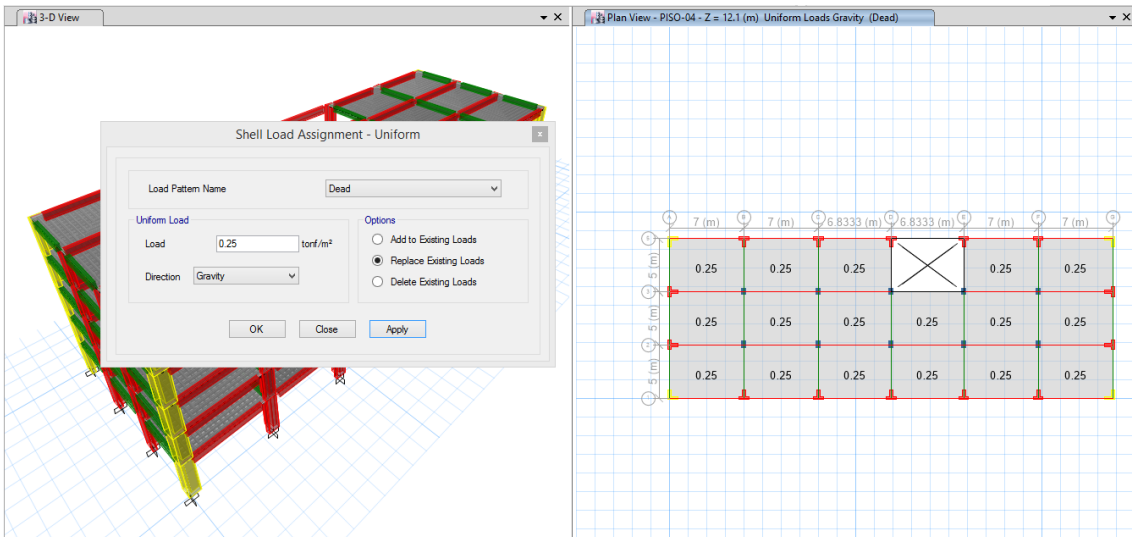 3-D View
Plan View - PISO-04 - Z = 12.1 (m) Uniform Loads Gravity (Dead)
Shell Load Assignment - Uniform
Load Pattern Name
Dead
Uniform Load
Load
0.25
tonf/m²
Direction
Gravity
Options
Add to Existing Loads
Replace Existing Loads
Delete Existing Loads
OK
Close
Apply
A B C D E F G
7 (m) 7 (m) 6.8333 (m) 6.8333 (m) 7 (m) 7 (m)
5 (m)
0.25 0.25 0.25 0.25 0.25
5 (m)
0.25 0.25 0.25 0.25 0.25 0.25
2
5 (m)
0.25 0.25 0.25 0.25 0.25 0.25